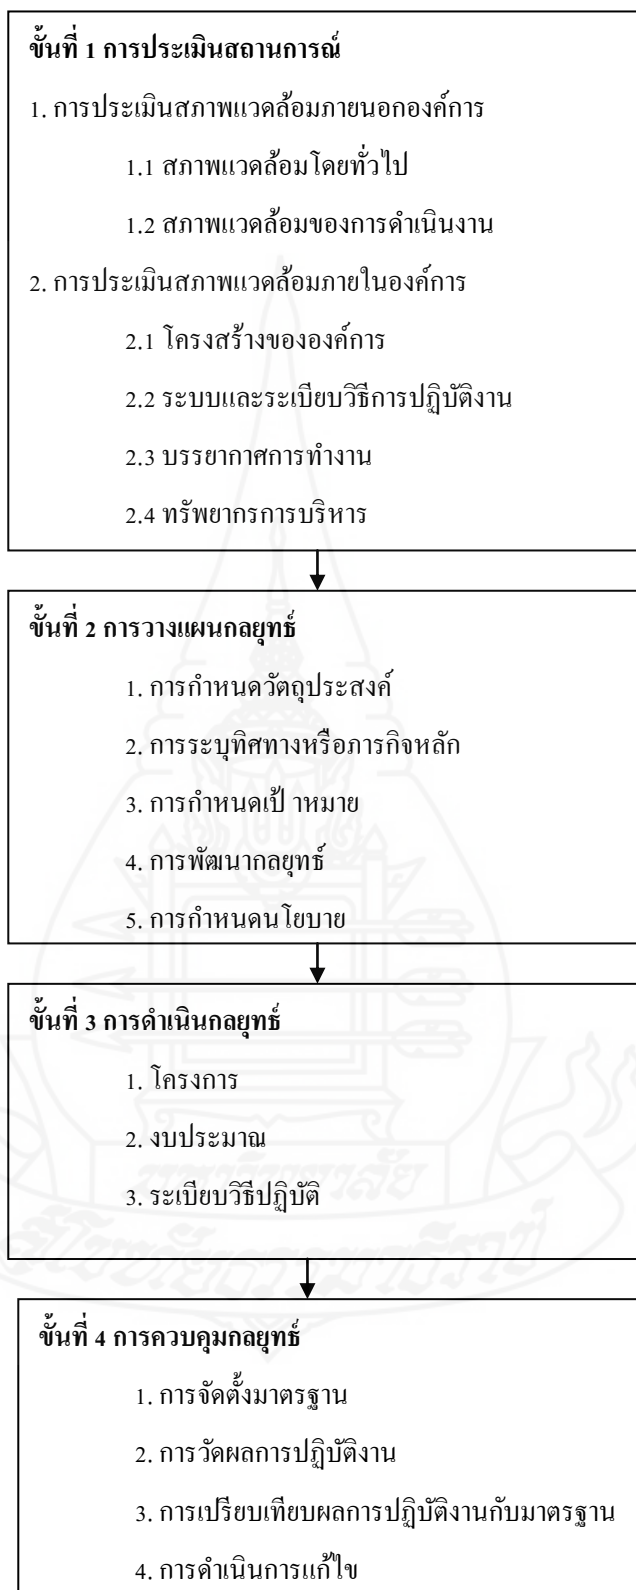 ขั้นที่ 1 การประเมินสถานการณ์
1. การประเมินสภาพแวดล้อมภายนอกองค์การ
1.1 สภาพแวดล้อมโดยทั่วไป
1.2 สภาพแวดล้อมของการดำเนินงาน
2. การประเมินสภาพแวดล้อมภายในองค์การ
2.1 โครงสร้างขององค์การ
2.2 ระบบและระเบียบวิธีการปฏิบัติงาน
2.3 บรรยากาศการทำงาน
2.4 ทรัพยากรการบริหาร
ขั้นที่ 2 การวางแผนกลยุทธ์
1. การกำหนดวัตถุประสงค์
2. การระบุทิศทางหรือภารกิจหลัก
3. การกำหนดเป้าหมาย
4. การพัฒนากลยุทธ์
5. การกำหนดนโยบาย
ขั้นที่ 3 การดำเนินกลยุทธ์
1. โครงการ
2. งบประมาณ
3. ระเบียบวิธีปฏิบัติ
มหาวิทยาลัย
สุโขทัยธรรมาธิราช
ขั้นที่ 4 การควบคุมกลยุทธ์
1. การจัดตั้งมาตรฐาน
2. การวัดผลการปฏิบัติงาน
3. การเปรียบเทียบผลการปฏิบัติงานกับมาตรฐาน
4. การดำเนินการแก้ไข